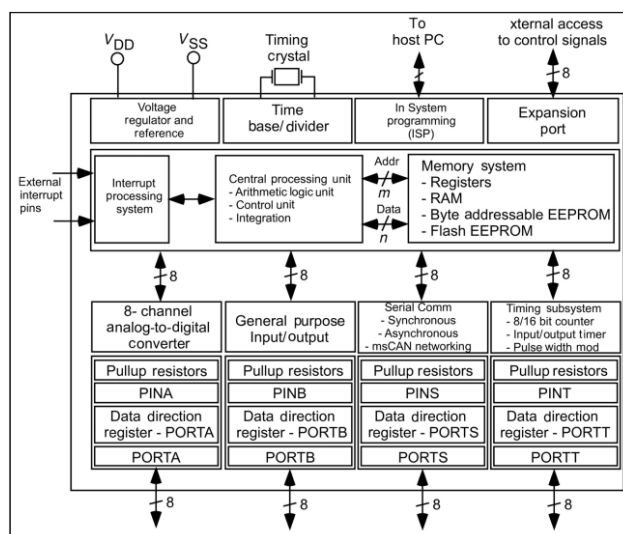 VDD
VSS
Timing
crystal
To
host PC
xternal access
to control signals
8
Voltage
regulator and
reference
Time
base/divider
In System
programming
(ISP)
Expansion
port
External
interrupt
pins
Interrupt
processing
system
Central processing unit
- Arithmetic logic unit
- Control unit
- Integration
Addr
m
Data
n
Memory system
- Registers
- RAM
- Byte addressable EEPROM
- Flash EEPROM
8
8
8
8
8- channel
analog-to-digital
converter
General purpose
Input/output
Serial Comm
- Synchronous
- Asynchronous
- msCAN networking
Timing subsystem
- 8/16 bit counter
- Input/output timer
- Pulse width mod
Pullup resistors
Pullup resistors
Pullup resistors
Pullup resistors
PINA
PINB
PINS
PINT
Data direction
register - PORTA
Data direction
register - PORTB
Data direction
register - PORTS
Data direction
register - PORTT
PORTA
PORTB
PORTS
PORTT
8
8
8
8